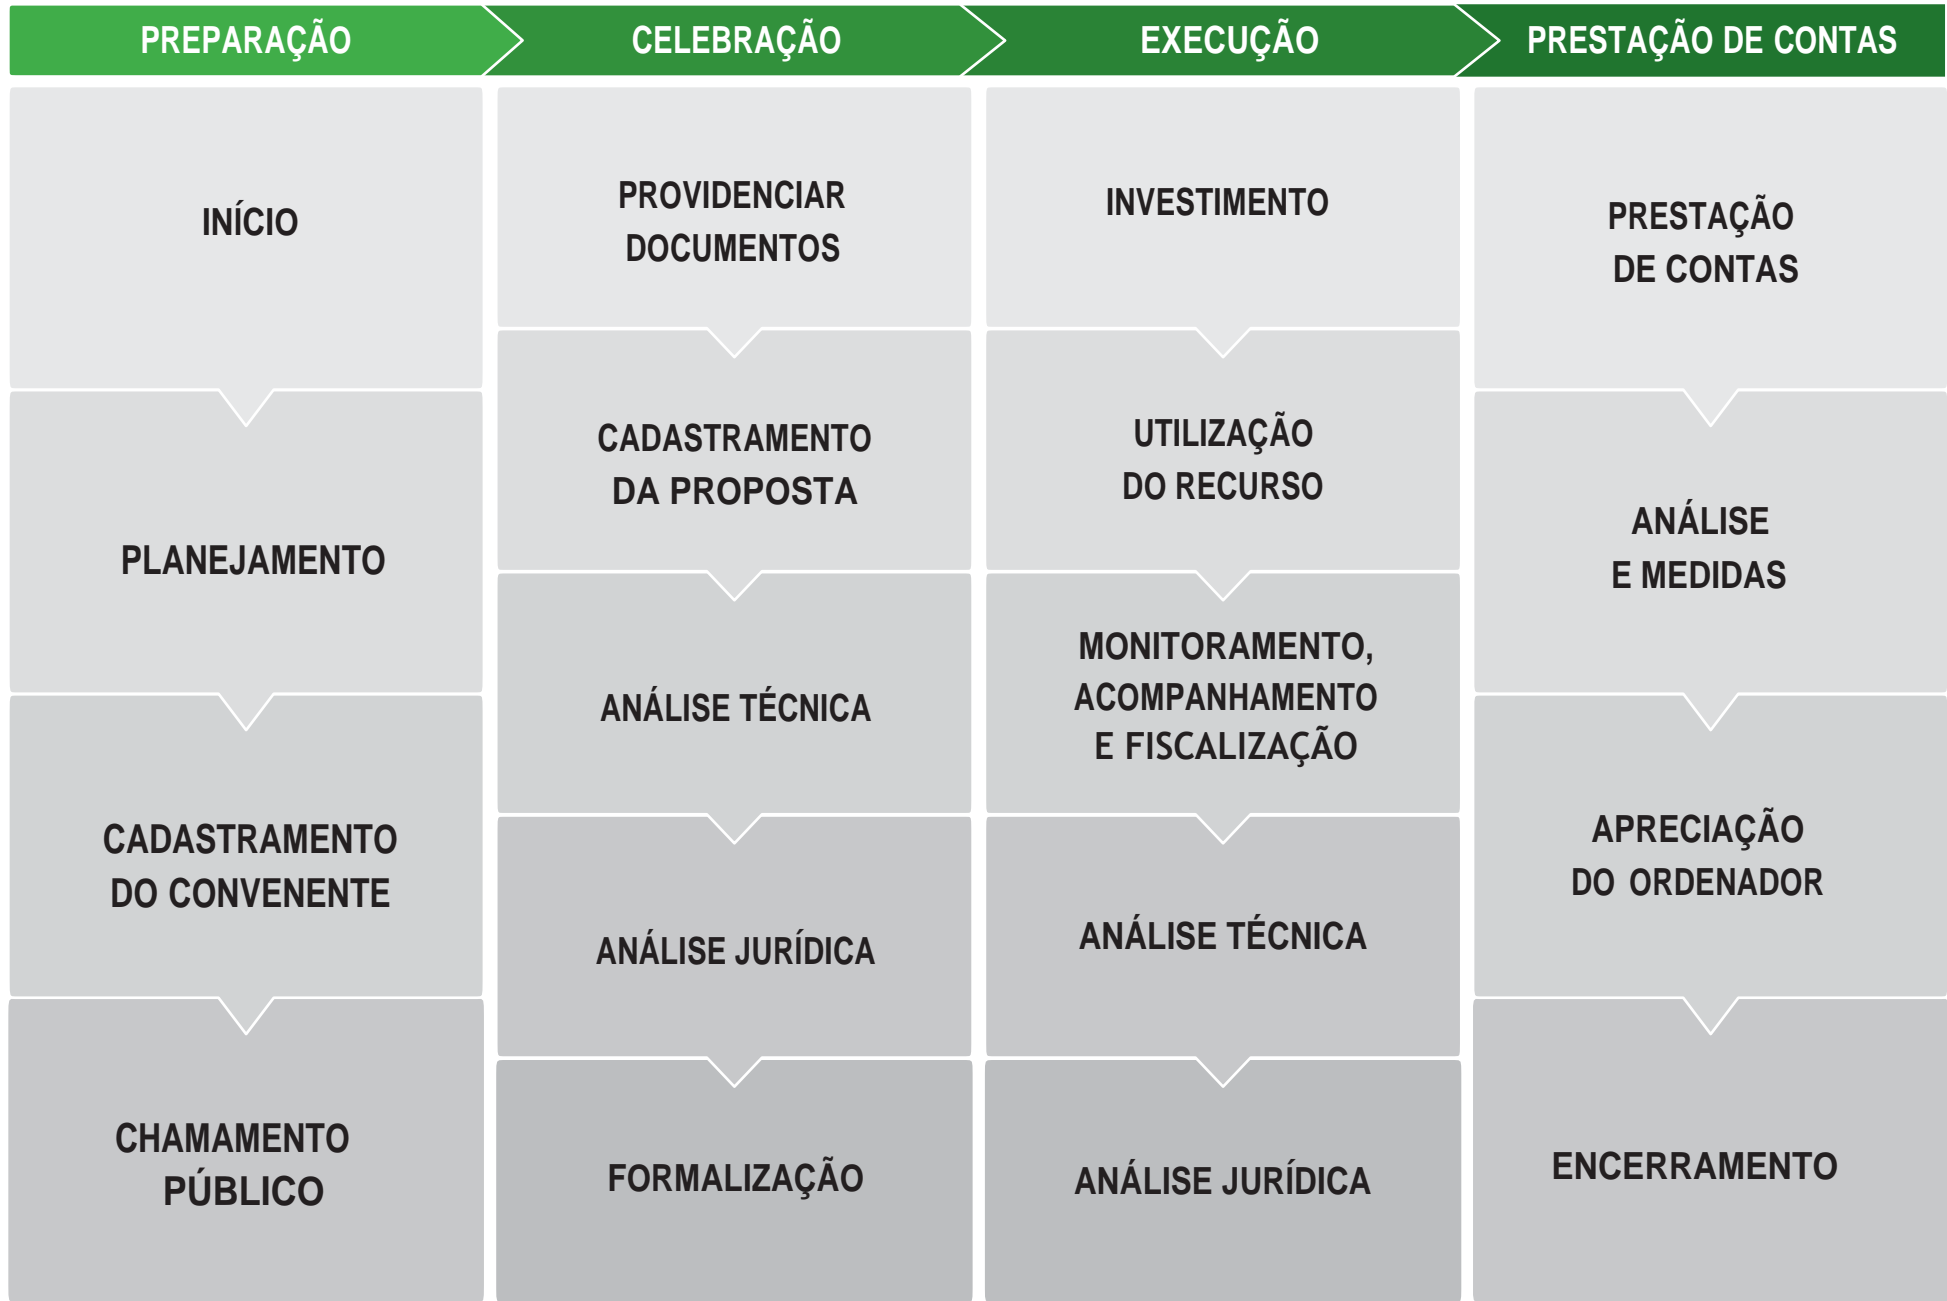 PREPARAÇÃO
CELEBRAÇÃO
EXECUÇÃO
PRESTAÇÃO DE CONTAS
INÍCIO
PLANEJAMENTO
CADASTRAMENTO
DO CONVENENTE
CHAMAMENTO
PÚBLICO
PROVIDENCIAR
DOCUMENTOS
CADASTRAMENTO
DA PROPOSTA
ANÁLISE TÉCNICA
ANÁLISE JURÍDICA
FORMALIZAÇÃO
INVESTIMENTO
UTILIZAÇÃO
DO RECURSO
MONITORAMENTO,
ACOMPANHAMENTO
E FISCALIZAÇÃO
ANÁLISE TÉCNICA
ANÁLISE JURÍDICA
PRESTAÇÃO
DE CONTAS
ANÁLISE
E MEDIDAS
APRECIAÇÃO
DO ORDENADOR
ENCERRAMENTO